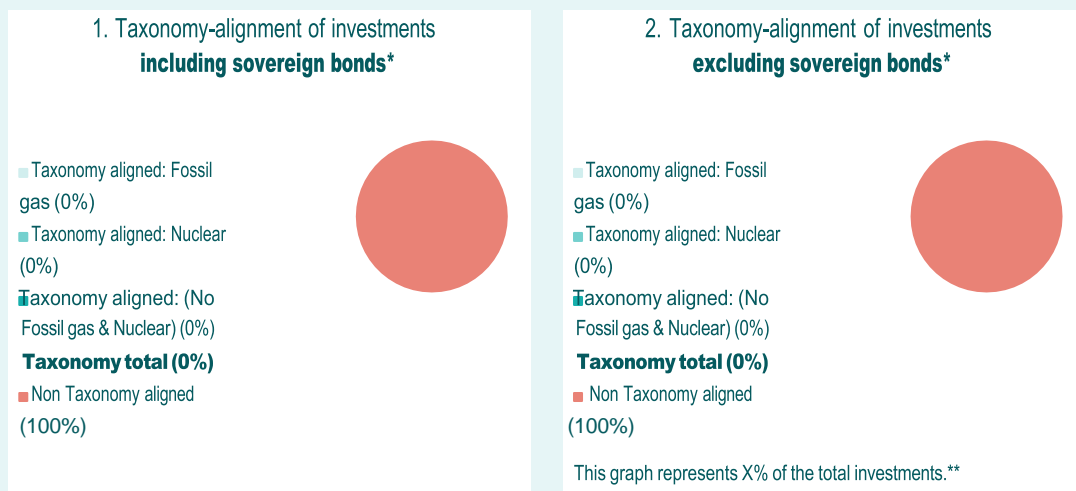 1. Taxonomy-alignment of investments
including sovereign bonds*
Taxonomy aligned: Fossil
gas (0%)
Taxonomy aligned: Nuclear
(0%)
Taxonomy aligned: (No
Fossil gas & Nuclear) (0%)
Taxonomy total (0%)
Non Taxonomy aligned
(100%)
2. Taxonomy-alignment of investments
excluding sovereign bonds*
Taxonomy aligned: Fossil
gas (0%)
Taxonomy aligned: Nuclear
(0%)
Taxonomy aligned: (No
Fossil gas & Nuclear) (0%)
Taxonomy total (0%)
Non Taxonomy aligned
(100%)
This graph represents X% of the total investments.**